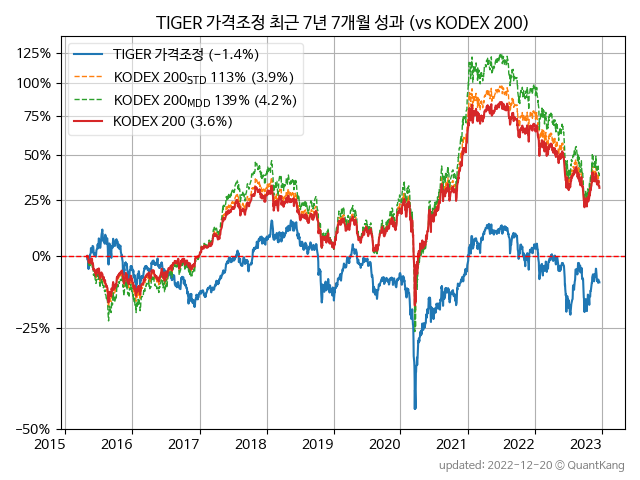 TIGER 가격조정 최근 7년 7개월 성과 (vs KODEX 200)
TIGER 가격조정 (−1.4%)
KODEX 200STD 113% (3.9%)
KODEX 200MDD 139% (4.2%)
KODEX 200 (3.6%)
125%
100%
75%
50%
25%
0%
−25%
−50%
2015 2016 2017 2018 2019 2020 2021 2022 2023
updated: 2022-12-20 © QuantKang